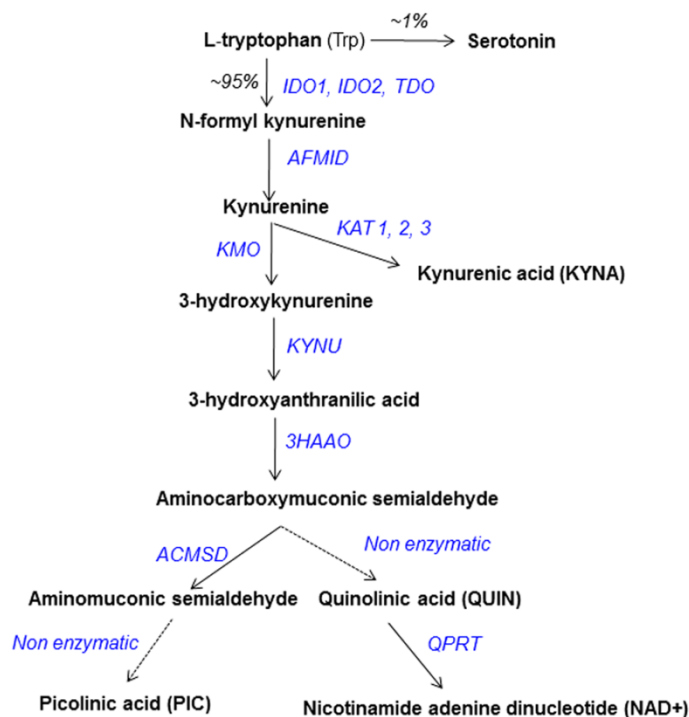 L-tryptophan (Trp) ~1% Serotonin
~95% IDO1, IDO2, TDO
N-formyl kynurenine
AFMID
Kynurenine
KMO KAT 1, 2, 3
Kynurenic acid (KYNA)
3-hydroxykynurenine
KYNU
3-hydroxyanthranilic acid
3HAAO
Aminocarboxymuconic semialdehyde
ACMSD Non enzymatic
Aminomuconic semialdehyde Quinolinic acid (QUIN)
Non enzymatic QPRT
Picolinic acid (PIC) Nicotinamide adenine dinucleotide (NAD+)